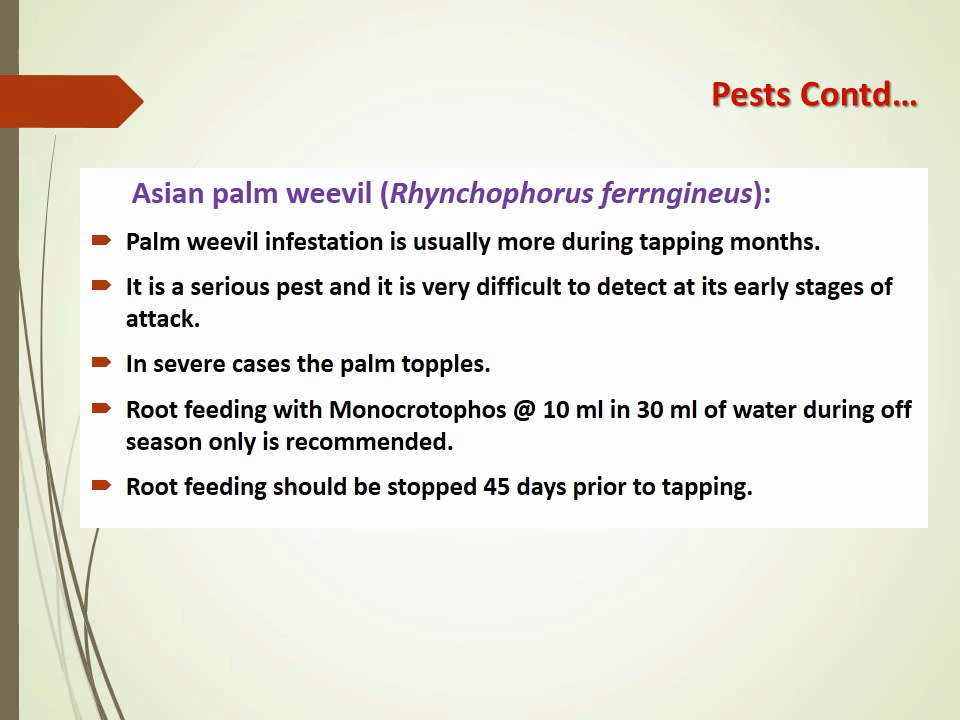 Pests Contd...
Asian palm weevil (Rhynchophorus ferrngineus):
Palm weevil infestation is usually more during tapping months.
It is a serious pest and it is very difficult to detect at its early stages of
attack.
In severe cases the palm topples.
Root feeding with Monocrotophos @ 10 ml in 30 ml of water during off
season only is recommended.
Root feeding should be stopped 45 days prior to tapping.